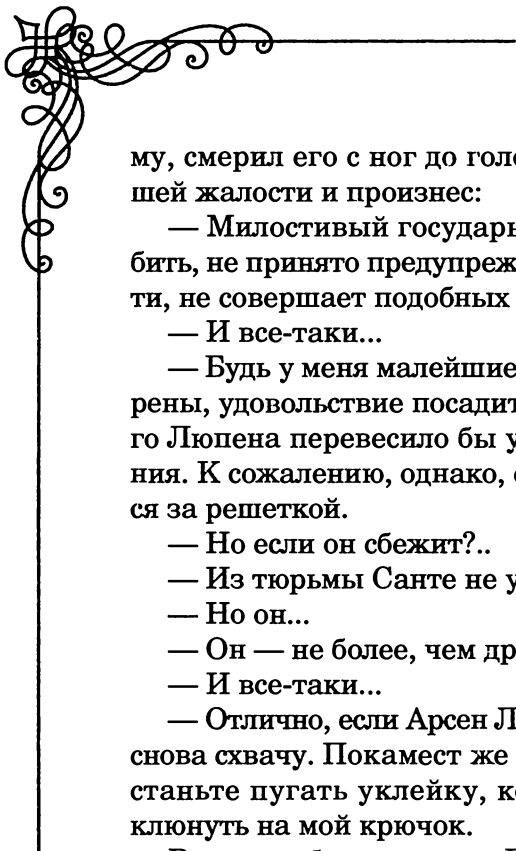 му, смерил его с ног до голо
шей жалости и произнес:
— Милостивый государь
бить, не принято предупреж
ти, не совершает подобных
— И все-таки...
— Будь у меня малейшие
рены, удовольствие посадит
го Люпена перевесило бы у
ния. К сожалению, однако,
ся за решеткой.
— Но если он сбежит?..
— Из тюрьмы Санте не у
— Но он...
— Он — не более, чем др
— И все-таки...
— Отлично, если Арсен Л
снова схвачу. Покамест же
станьте пугать уклейку, к
клюнуть на мой крючок.